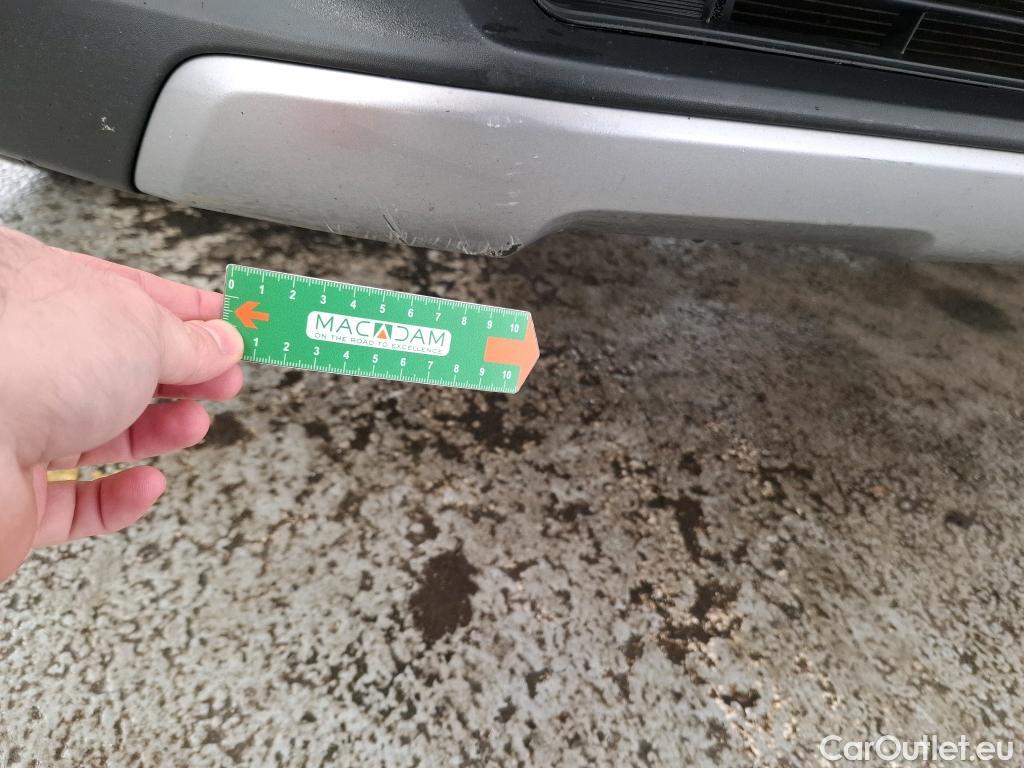 0 1 2 3 4 5 6 7 8 9 10
MACADAM
ON THE ROAD TO EXCELLENCE
1 2 3 4 5 6 7 8 9 10
CarOutlet.eu